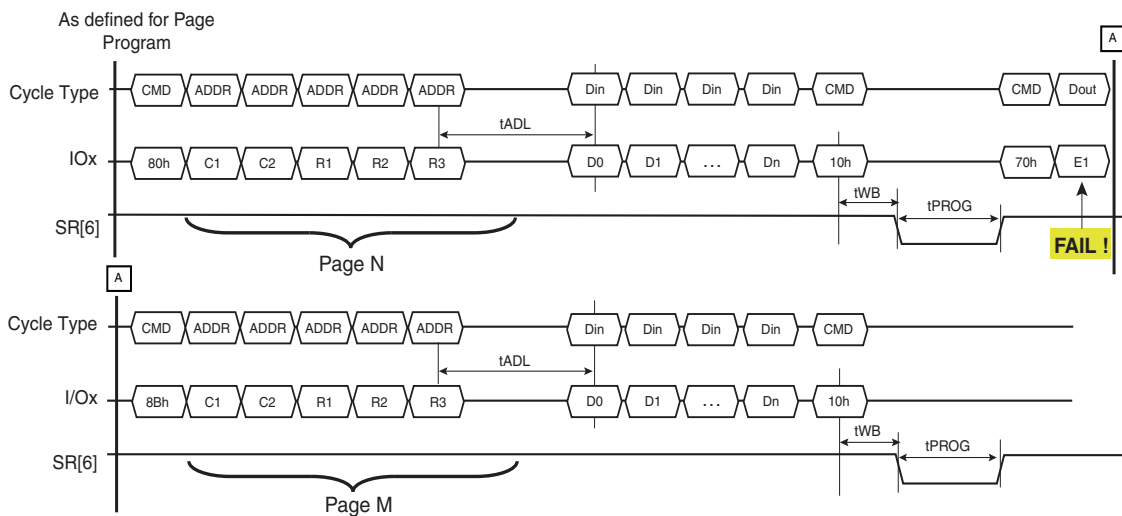 As defined for Page
Program
A
Cycle Type CMD ADDR ADDR ADDR ADDR ADDR Din Din Din Din CMD CMD Dout
tADL
IOx 80h C1 C2 R1 R2 R3 D0 D1 ... Dn 10h 70h E1
tWB tPROG
SR[6]
FAIL !
Page N
A
Cycle Type CMD ADDR ADDR ADDR ADDR ADDR Din Din Din Din CMD
tADL
I/Ox 8Bh C1 C2 R1 R2 R3 D0 D1 ... Dn 10h
tWB tPROG
SR[6]
Page M